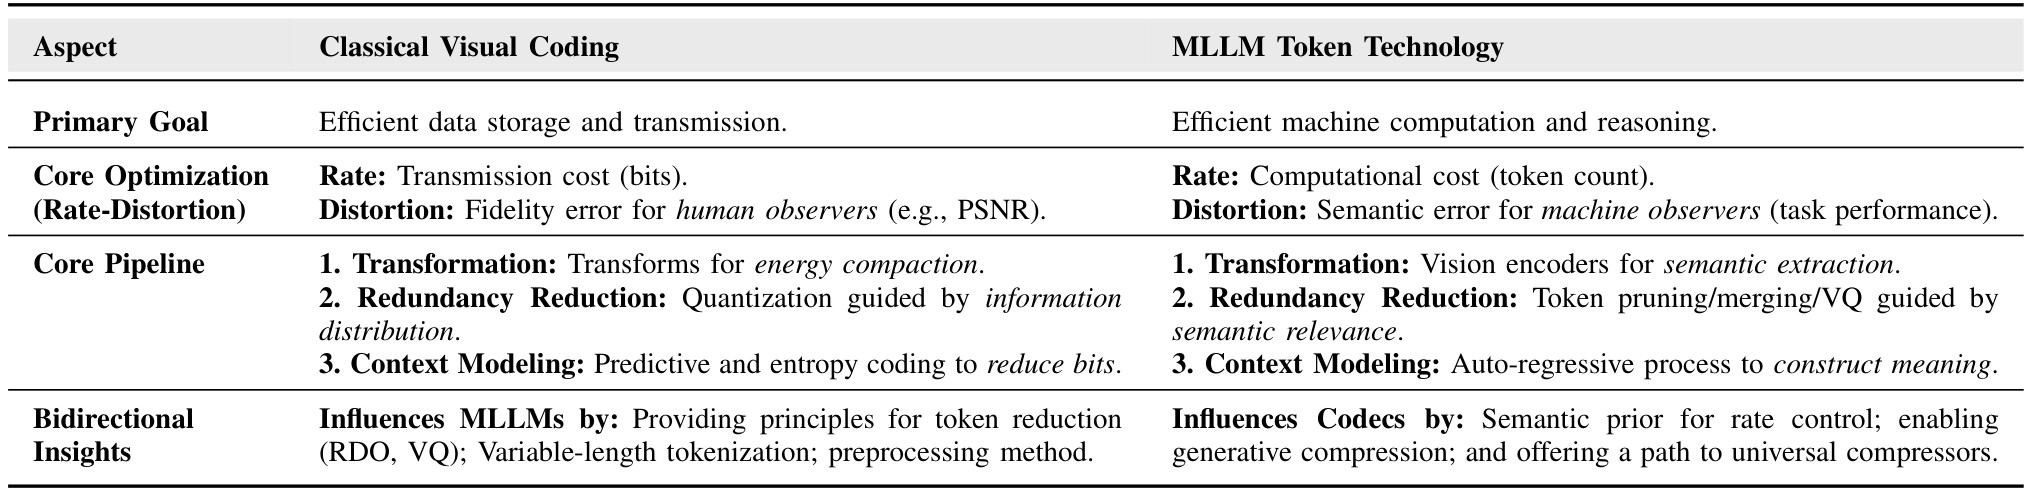 Aspect Classical Visual Coding MLLM Token Technology
Primary Goal Efficient data storage and transmission. Efficient machine computation and reasoning.
Core Optimization
(Rate-Distortion)
Rate: Transmission cost (bits).
Distortion: Fidelity error for human observers (e.g., PSNR).
Rate: Computational cost (token count).
Distortion: Semantic error for machine observers (task performance).
Core Pipeline
1. Transformation: Transforms for energy compaction.
2. Redundancy Reduction: Quantization guided by information
distribution.
3. Context Modeling: Predictive and entropy coding to reduce bits.
1. Transformation: Vision encoders for semantic extraction.
2. Redundancy Reduction: Token pruning/merging/VQ guided by
semantic relevance.
3. Context Modeling: Auto-regressive process to construct meaning.
Bidirectional
Insights
Influences MLLMs by: Providing principles for token reduction
(RDO, VQ); Variable-length tokenization; preprocessing method.
Influences Codecs by: Semantic prior for rate control; enabling
generative compression; and offering a path to universal compressors.